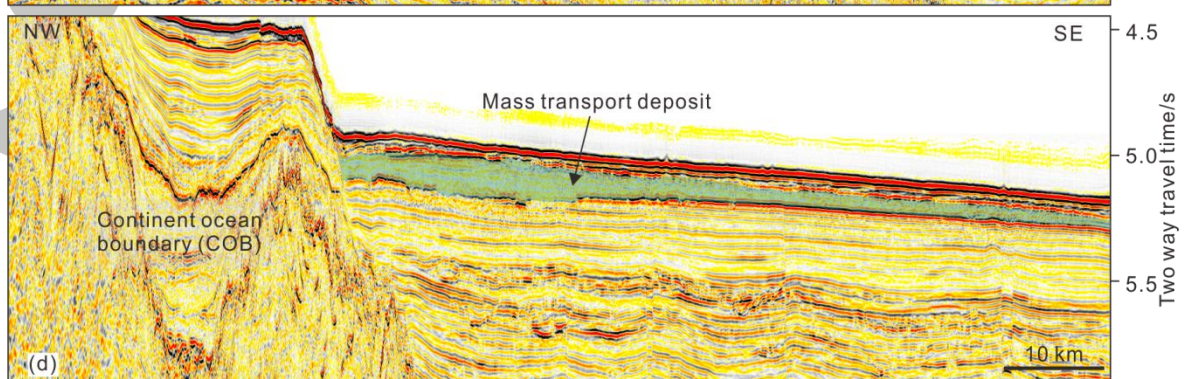 NW
SE
4.5
Mass transport deposit
5.0
Continent ocean
boundary (COB)
5.5
Two way travel time/s
10 km
(d)